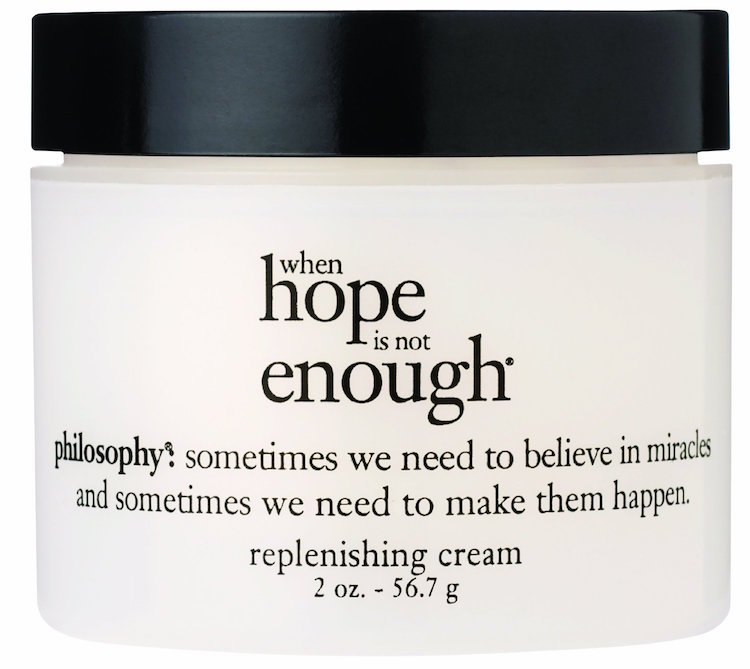 when
hope
is not
enough®
philosophy®: sometimes we need to believe in miracles
and sometimes we need to make them happen.
replenishing cream
2 oz. - 56.7 g